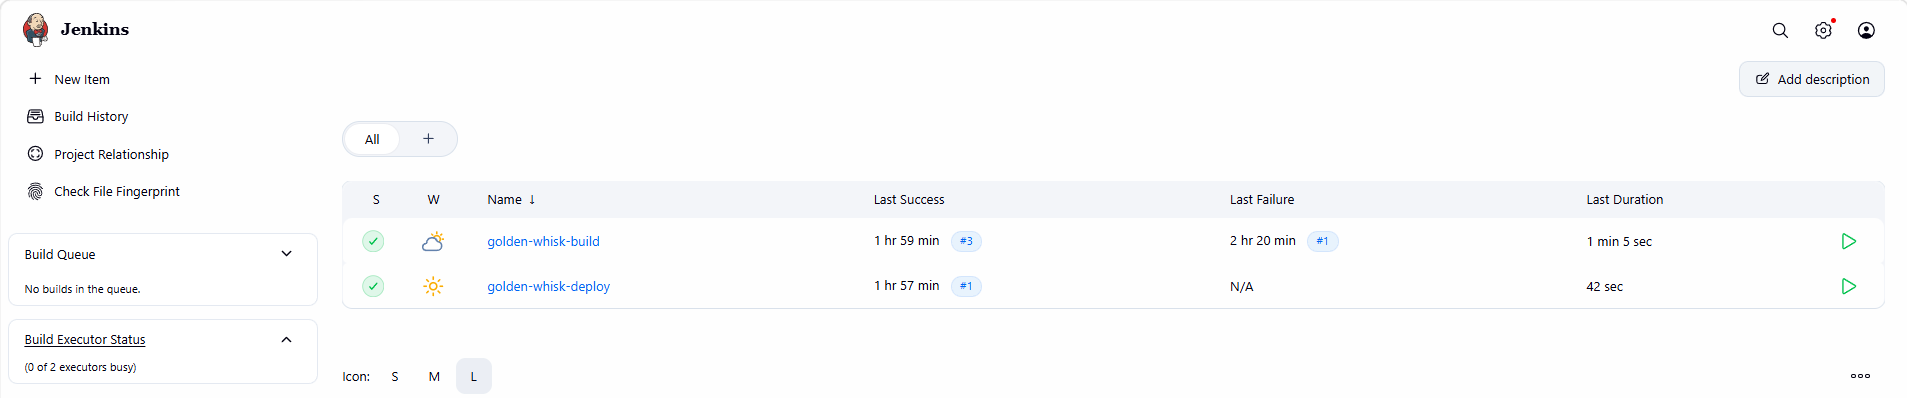 Jenkins
New Item
Build History
Project Relationship
Check File Fingerprint
Build Queue
No builds in the queue.
Build Executor Status
(0 of 2 executors busy)
Add description
All +
S W Name ↓ Last Success Last Failure Last Duration
golden-whisk-build 1 hr 59 min #3 2 hr 20 min #1 1 min 5 sec
golden-whisk-deploy 1 hr 57 min #1 N/A 42 sec
Icon: S M L